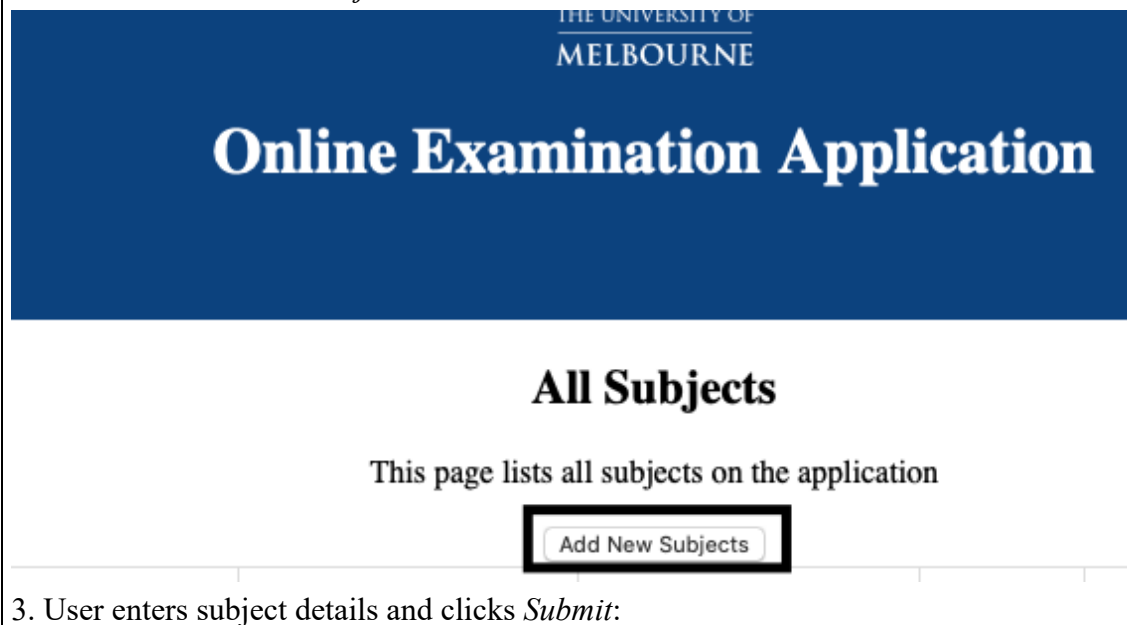 THE UNIVERSITY OF
MELBOURNE
Online Examination Application
All Subjects
This page lists all subjects on the application
Add New Subjects
3. User enters subject details and clicks Submit: